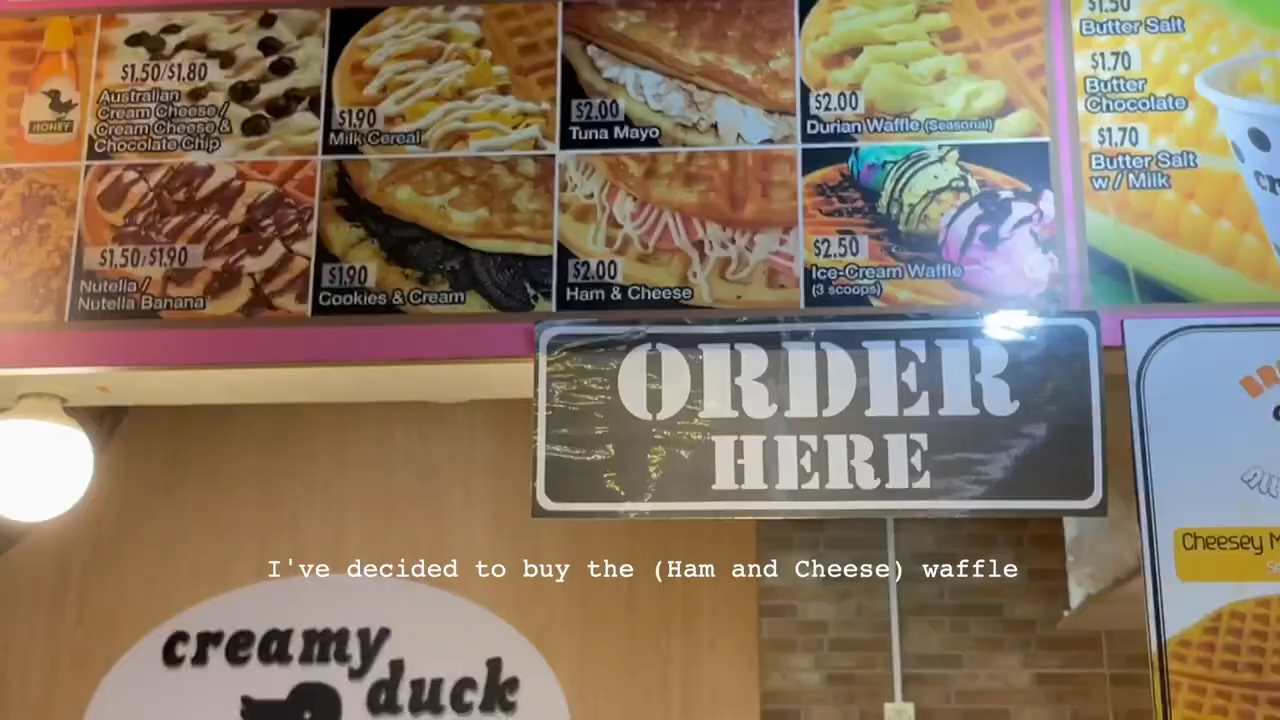 HONEY
$1.50/$1.80
Australian
Cream Cheese /
Cream Cheese &
Chocolate Chip
$1.90
Milk Cereal
$2.00
Tuna Mayo
$2.00
Durian Waffle (Seasonal)
$1.50
Butter Salt
$1.70
Butter
Chocolate
$1.70
Butter Salt
w / Milk
$1.50/$1.90
Nutella /
Nutella Banana
$1.90
Cookies & Cream
$2.00
Ham & Cheese
$2.50
Ice-Cream Waffle
(3 scoops)
ORDER
HERE
Cheesey
I've decided to buy the (Ham and Cheese) waffle
creamy
duck